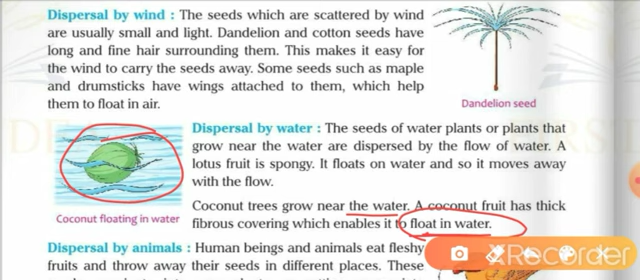 Dispersal by wind : The seeds which are scattered by wind
are usually small and light. Dandelion and cotton seeds have
long and fine hair surrounding them. This makes it easy for
the wind to carry the seeds away. Some seeds such as maple
and drumsticks have wings attached to them, which help
them to float in air.
Dandelion seed
Dispersal by water : The seeds of water plants or plants that
grow near the water are dispersed by the flow of water. A
lotus fruit is spongy. It floats on water and so it moves away
with the flow.
Coconut trees grow near the water. A coconut fruit has thick
fibrous covering which enables it to float in water.
Coconut floating in water
Dispersal by animals : Human beings and animals eat fleshy
fruits and throw away their seeds in different places. These
Recorder